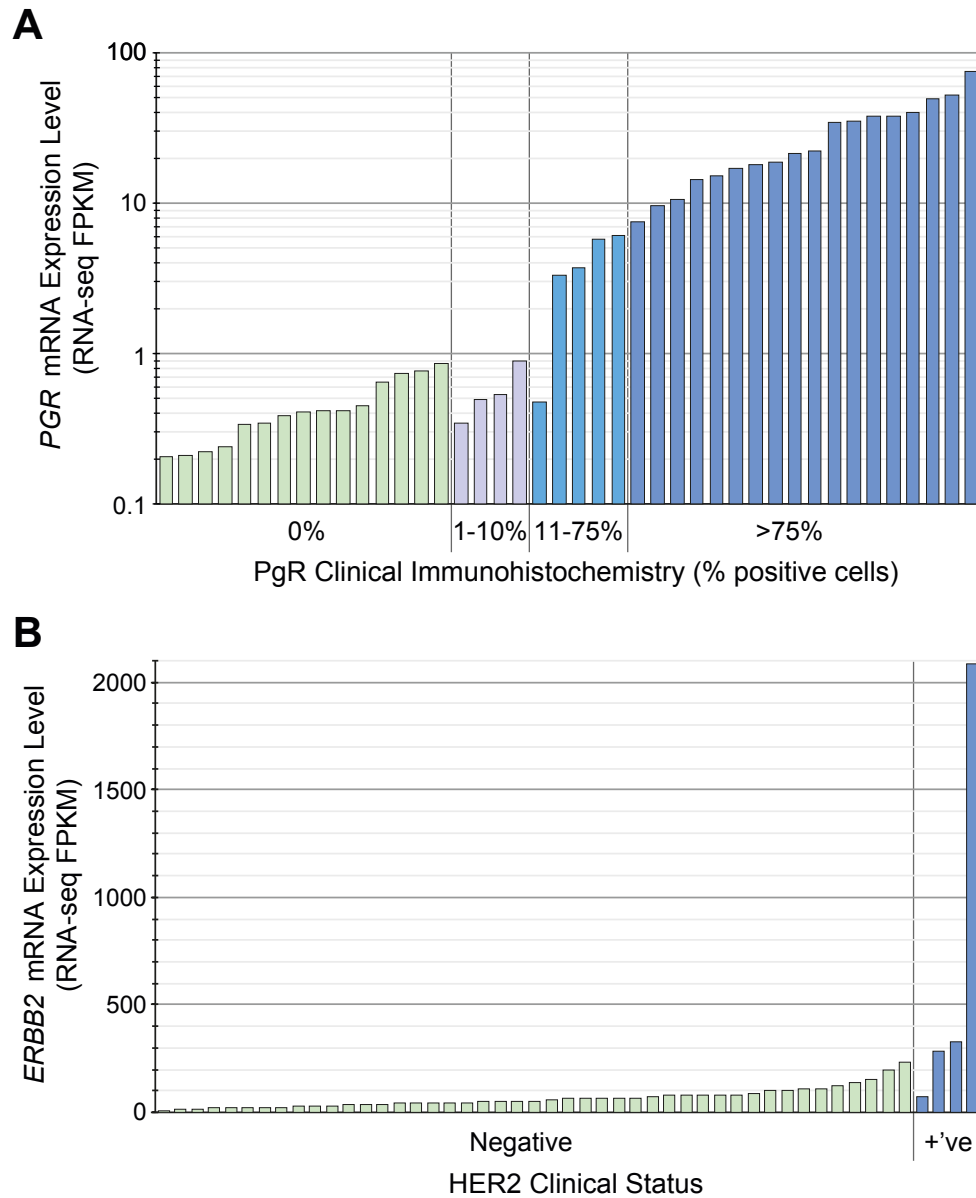 A
PGR mRNA Expression Level
(RNA-seq FPKM)
100
10
1
0.1
0% 1-10% 11-75% >75%
PgR Clinical Immunohistochemistry (% positive cells)
B
ERBB2 mRNA Expression Level
(RNA-seq FPKM)
2000
1500
1000
500
0
Negative +'ve
HER2 Clinical Status